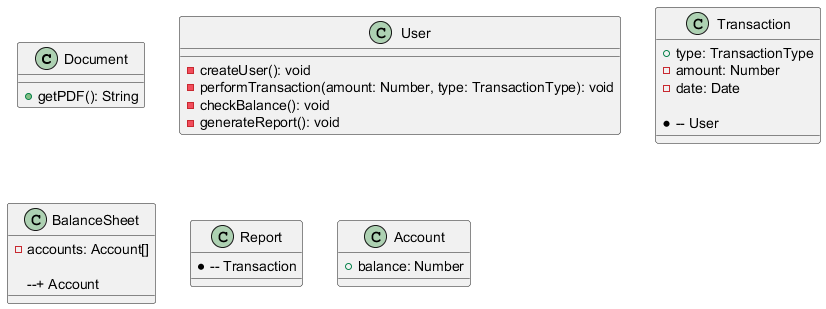 C Document
getPDF(): String
C User
createUser(): void
performTransaction(amount: Number, type: TransactionType): void
checkBalance(): void
generateReport(): void
C Transaction
type: TransactionType
amount: Number
date: Date
-- User
C BalanceSheet
accounts: Account[]
--+ Account
C Report
-- Transaction
C Account
balance: Number